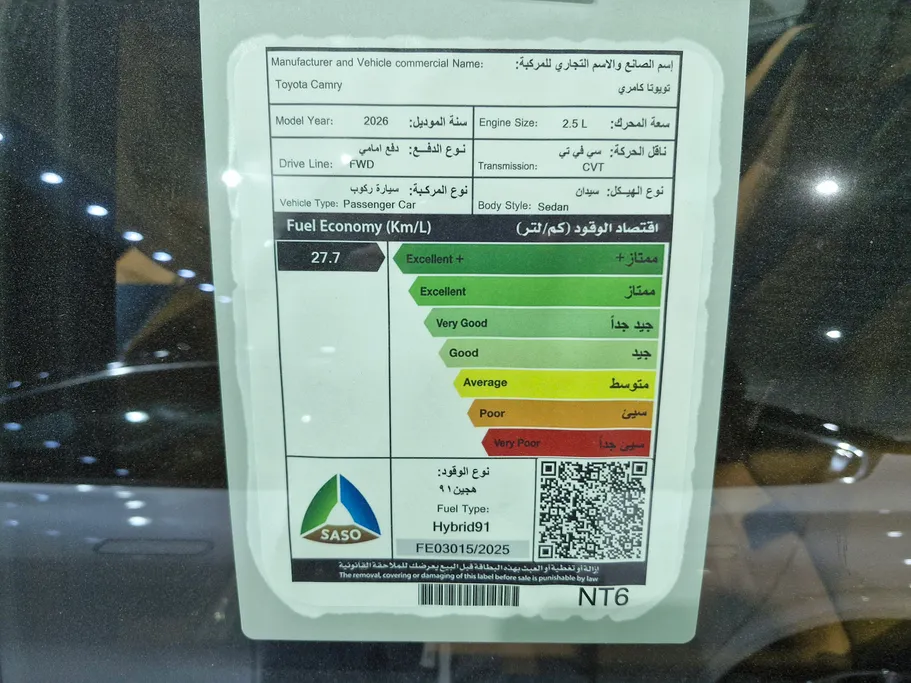 Manufacturer and Vehicle commercial Name: إسم الصانع والاسم التجاري للمركبة:
Toyota Camry تويوتا كامري
Model Year: 2026 سنة الموديل:
Engine Size: 2.5 L سعة المحرك:
نوع الدفـــع: دفع امامي
Drive Line: FWD
ناقل الحركة: سي في تي
Transmission: CVT
نوع المركبة: سيارة ركوب
Vehicle Type: Passenger Car
نوع الهيكل: سيدان
Body Style: Sedan
Fuel Economy (Km/L) اقتصاد الوقود (كم/لتر)
27.7
Excellent + ممتاز+
Excellent ممتاز
Very Good جيد جداً
Good جيد
Average متوسط
Poor سيئ
Very Poor سيئ جداً
SASO
نوع الوقود:
هجين٩١
Fuel Type:
Hybrid91
FE03015/2025
إزالة أو تغطية أو العبث بهذه البطاقة قبل البيع يعرضك للملاحقة القانونية
The removal, covering or damaging of this label before sale is punishable by law
NT6